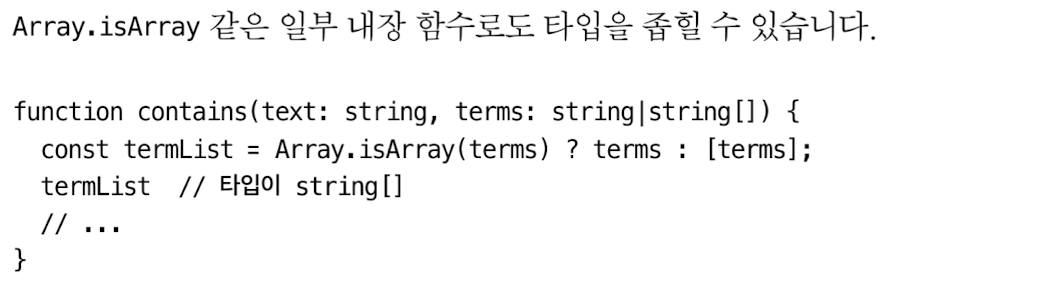 Array.isArray 같은 일부 내장 함수로도 타입을 좁힐 수 있습니다.
function contains(text: string, terms: string|string[]) {
  const termList = Array.isArray(terms) ? terms : [terms];
  termList  // 타입이 string[]
  // ...
}